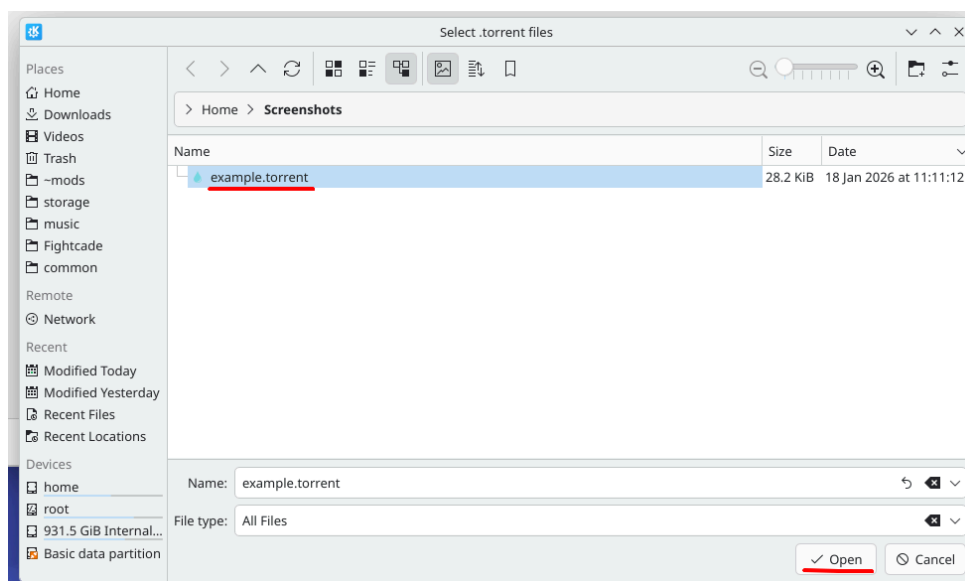 Select .torrent files
Places
Home
Downloads
Videos
Trash
~mods
storage
music
Fightcade
common
Remote
Network
Recent
Modified Today
Modified Yesterday
Recent Files
Recent Locations
Devices
home
root
931.5 GiB Internal...
Basic data partition
> Home > Screenshots
Name Size Date
example.torrent 28.2 KiB 18 Jan 2026 at 11:11:12
Name: example.torrent
File type: All Files
Open Cancel